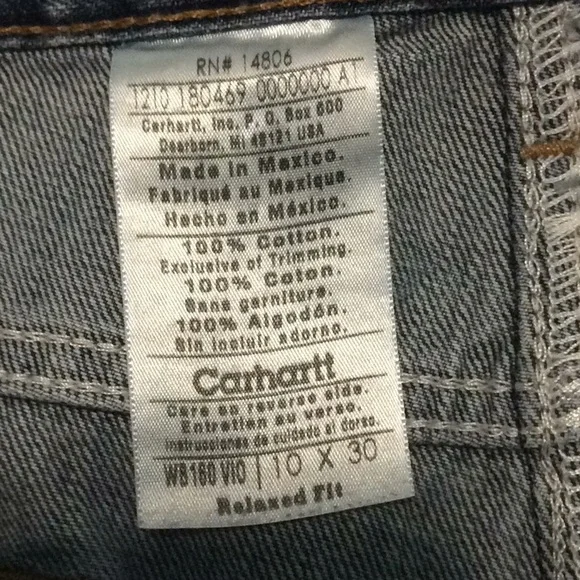 RN# 14806
1210 180469 0000000 A1
Carhartt, Inc. P. O. Box 600
Dearborn, MI 48121 USA
Made in Mexico.
Fabriqué au Mexique.
Hecho en México.
100% Cotton.
Exclusive of Trimming.
100% Coton.
Sans garniture.
100% Algodón.
Sin incluir adorno.
Carhartt
Care on reverse side.
Entretien au verso.
Instrucciones de cuidado al dorso.
WB160 VIO 10 X 30
Relaxed Fit